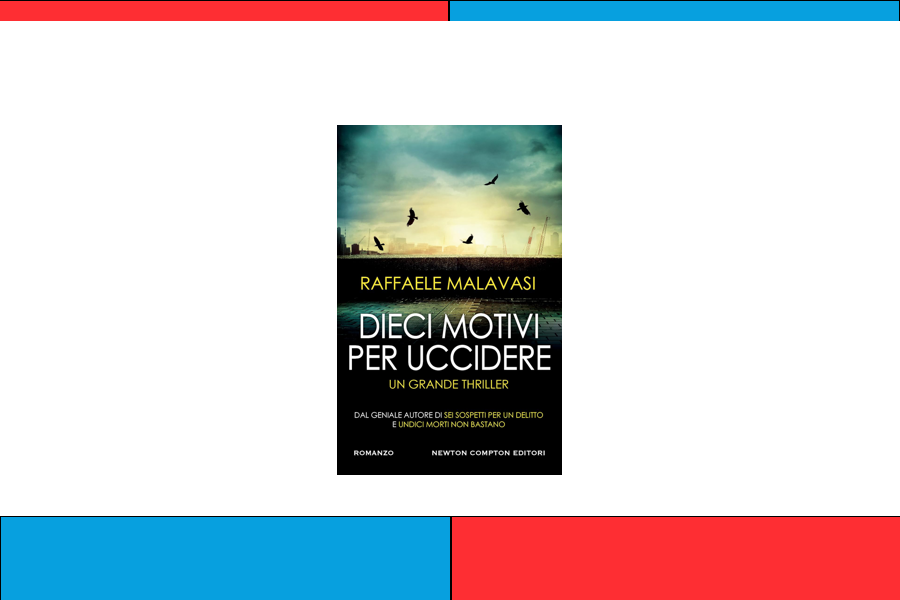 RAFFAELE MALAVASI
DIECI MOTIVI
PER UCCIDERE
UN GRANDE THRILLER
DAL GENIALE AUTORE DI SEI SOSPETTI PER UN DELITTO
E UNDICI MORTI NON BASTANO
ROMANZO NEWTON COMPTON EDITORI